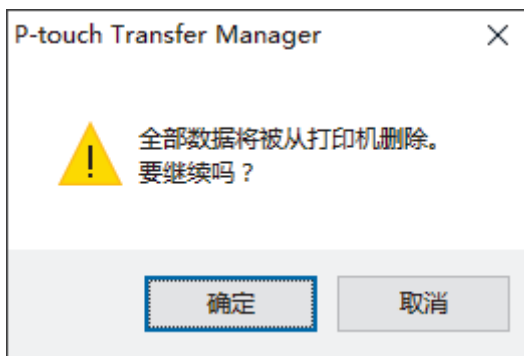 P-touch Transfer Manager
全部数据将被从打印机删除。
要继续吗？
确定
取消